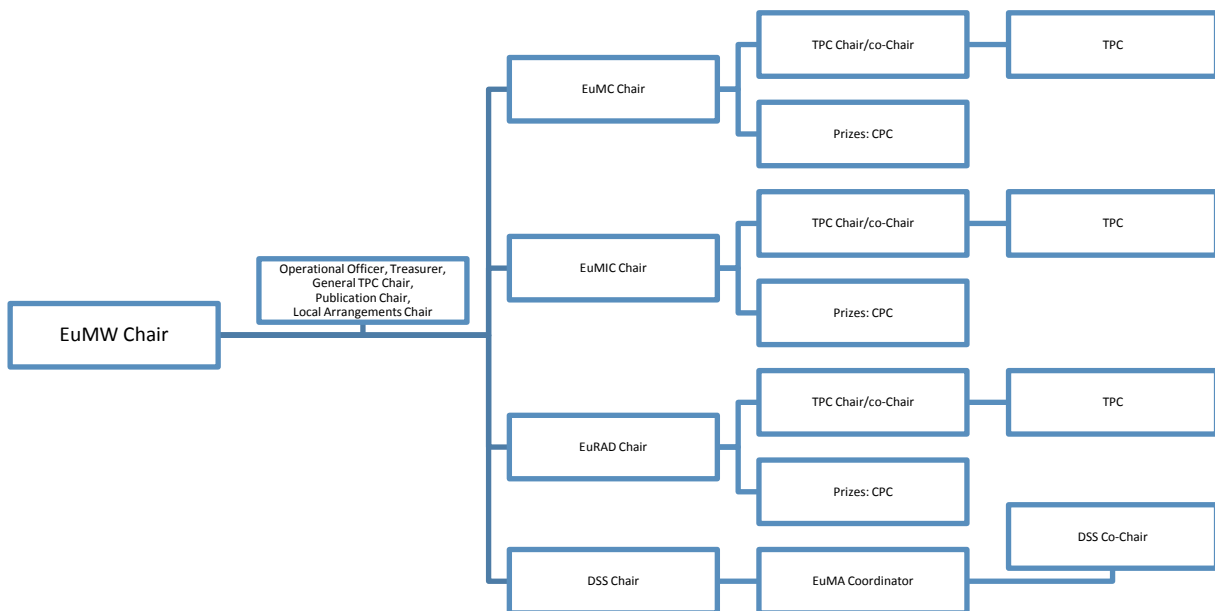 TPC Chair/co-Chair
TPC
EuMC Chair
Prizes: CPC
TPC Chair/co-Chair
TPC
EuMIC Chair
Operational Officer, Treasurer,
General TPC Chair,
Publication Chair,
Local Arrangements Chair
Prizes: CPC
EuMW Chair
TPC Chair/co-Chair
TPC
EuRAD Chair
Prizes: CPC
DSS Co-Chair
DSS Chair
EuMA Coordinator